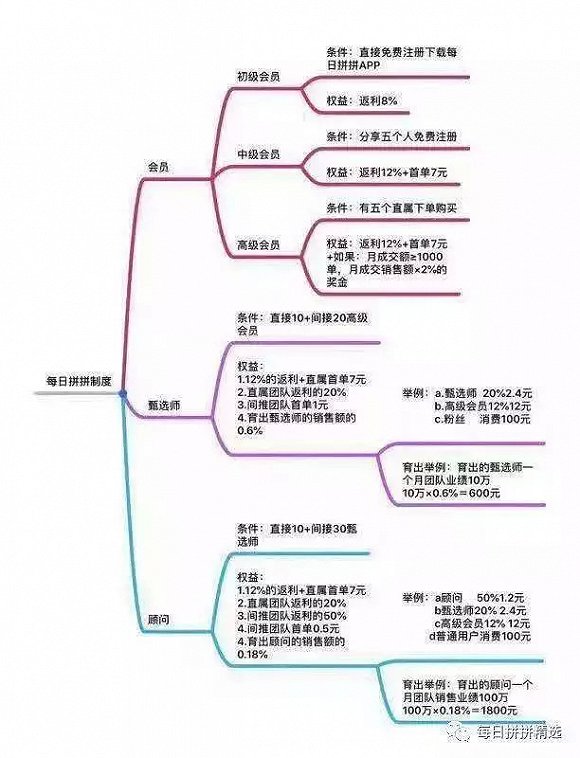 每日拼拼制度
会员
初级会员
条件：直接免费注册下载每
日拼拼APP
权益：返利8%
中级会员
条件：分享五个人免费注册
权益：返利12%+首单7元
高级会员
条件：有五个直属下单购买
权益：返利12%+首单7元
+如果：月成交额≥1000
单，月成交销售额×2%的
奖金
甄选师
条件：直接10+间接20高级
会员
权益：
1.12%的返利+直属首单7元
2.直属团队返利的20%
3.间推团队首单1元
4.育出甄选师的销售额的
0.6%
举例：a.甄选师 20%2.4元
b.高级会员12%12元
c.粉丝 消费100元
育出举例：育出的甄选师一
个月团队业绩10万
10万×0.6%＝600元
顾问
条件：直接10+间接30甄
选师
权益：
1.12%的返利+直属首单7元
2.直属团队返利的20%
3.间推团队返利的50%
4.间推团队首单0.5元
4.育出顾问的销售额的
0.18%
举例：a顾问 50%1.2元
b甄选师20% 2.4元
c高级会员12% 12元
d普通用户消费100元
育出举例：育出的顾问一个
月团队销售业绩100万
100万×0.18%＝1800元
每日拼拼精选